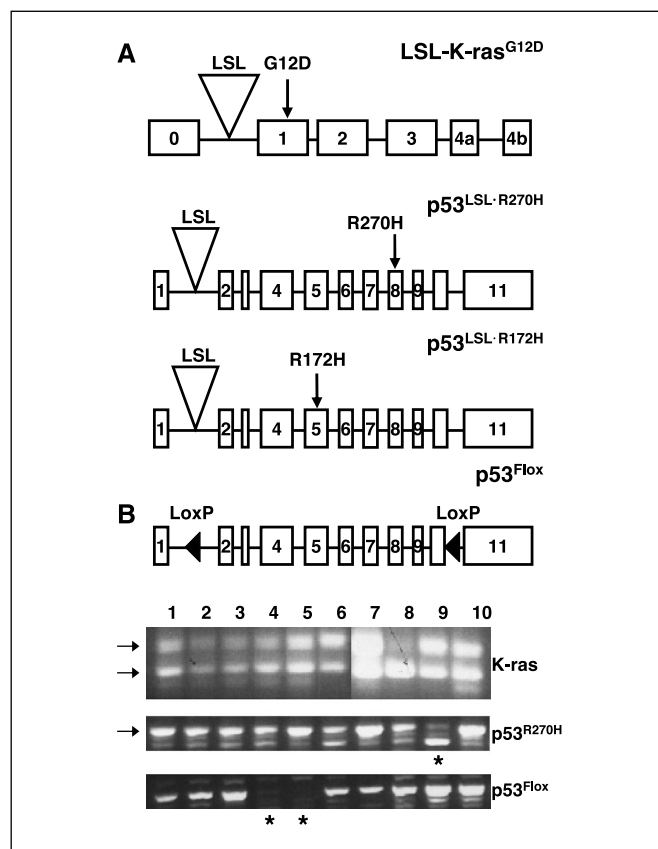 A
LSL-K-ras^G12D
LSL
G12D
0 1 2 3 4a 4b
p53^LSL·R270H
LSL
R270H
1 2 4 5 6 7 8 9 11
p53^LSL·R172H
LSL
R172H
1 2 4 5 6 7 8 9 11
p53^Flox
B
LoxP LoxP
1 2 4 5 6 7 8 9 11
1 2 3 4 5 6 7 8 9 10
K-ras
p53^R270H
*
p53^Flox
* *